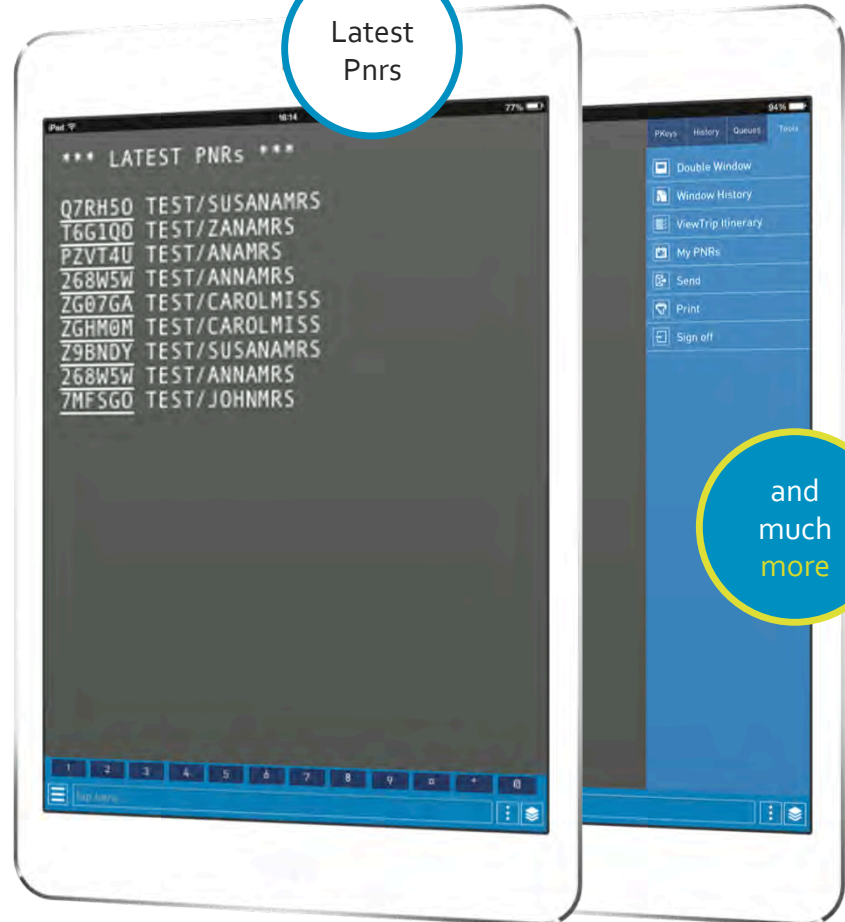 Latest
Pnrs
iPad 16:14 77%
*** LATEST PNRs ***
Q7RH5O TEST/SUSANAMRS
T6G1QO TEST/ZANAMRS
PZVT4U TEST/ANAMRS
268W5W TEST/ANNAMRS
ZG07GA TEST/CAROLMISS
ZGHM0M TEST/CAROLMISS
Z9BNDY TEST/SUSANAMRS
268W5W TEST/ANNAMRS
7MFSGO TEST/JOHNMRS
1 2 3 4 5 6 7 8 9 ¤ * 0
Tap here
94%
PKeys History Queues Tools
Double Window
Window History
ViewTrip Itinerary
My PNRs
Send
Print
Sign off
and
much
more